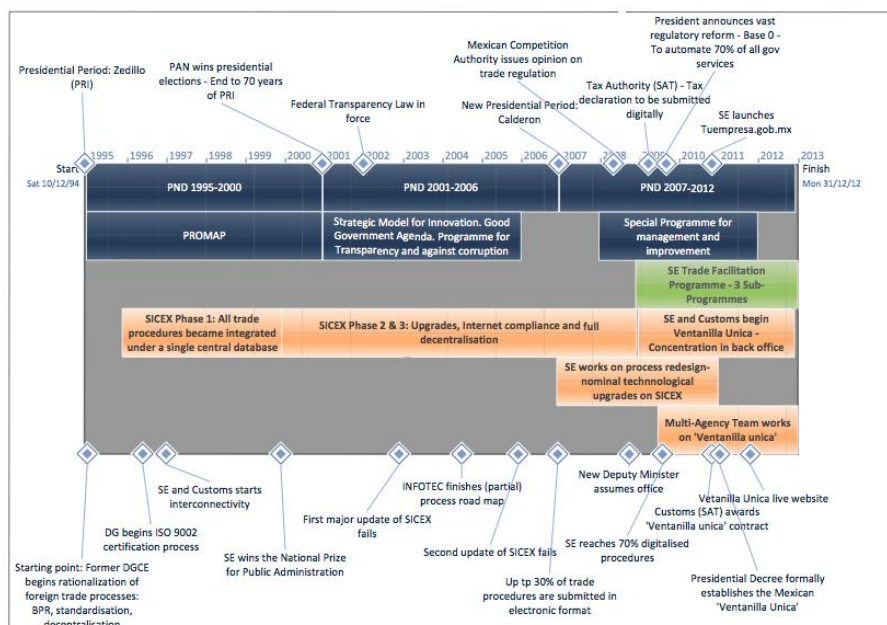 President announces vast
regulatory reform - Base 0 -
To automate 70% of all gov
services
Mexican Competition
Authority issues opinion on
trade regulation
Presidential Period: Zedillo
(PRI)
PAN wins presidential
elections - End to 70 years
of PRI
Tax Authority (SAT) - Tax
declaration to be submitted
digitally
Federal Transparency Law in
force
New Presidential Period:
Calderon
SE launches
Tuempresa.gob.mx
1995 1996 1997 1998 1999 2000 2001 2002 2003 2004 2005 2006 2007 2008 2009 2010 2011 2012 2013
Start
Sat 10/12/94
Finish
Mon 31/12/12
PND 1995-2000
PND 2001-2006
PND 2007-2012
PROMAP
Strategic Model for Innovation. Good
Government Agenda. Programme for
Transparency and against corruption
Special Programme for
management and
improvement
SE Trade Facilitation
Programme - 3 Sub-
Programmes
SICEX Phase 1: All trade
procedures became integrated
under a single central database
SICEX Phase 2 & 3: Upgrades, Internet compliance and full
decentralisation
SE and Customs begin
Ventanilla Unica -
Concentration in back office
SE works on process redesign-
nominal technnological
upgrades on SICEX
Multi-Agency Team works
on 'Ventanilla unica'
SE and Customs starts
interconnectivity
INFOTEC finishes (partial)
process road map
New Deputy Minister
assumes office
Vetanilla Unica live website
Customs (SAT) awards
'Ventanilla unica' contract
First major update of SICEX
fails
DG begins ISO 9002
certification process
SE wins the National Prize
for Public Administration
Second update of SICEX fails
SE reaches 70% digitalised
procedures
Starting point: Former DGCE
begins rationalization of
foreign trade processes:
BPR, standardisation,
decentralisation
Up tp 30% of trade
procedures are submitted in
electronic format
Presidential Decree formally
establishes the Mexican
'Ventanilla Unica'